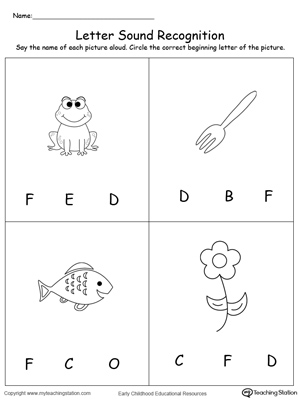 Name:
Letter Sound Recognition
Say the name of each picture aloud. Circle the correct beginning letter of the picture.
F E D
D B F
F C O
C F D
Copyright www.myteachingstation.com
Early Childhood Educational Resources
MY Teaching Station